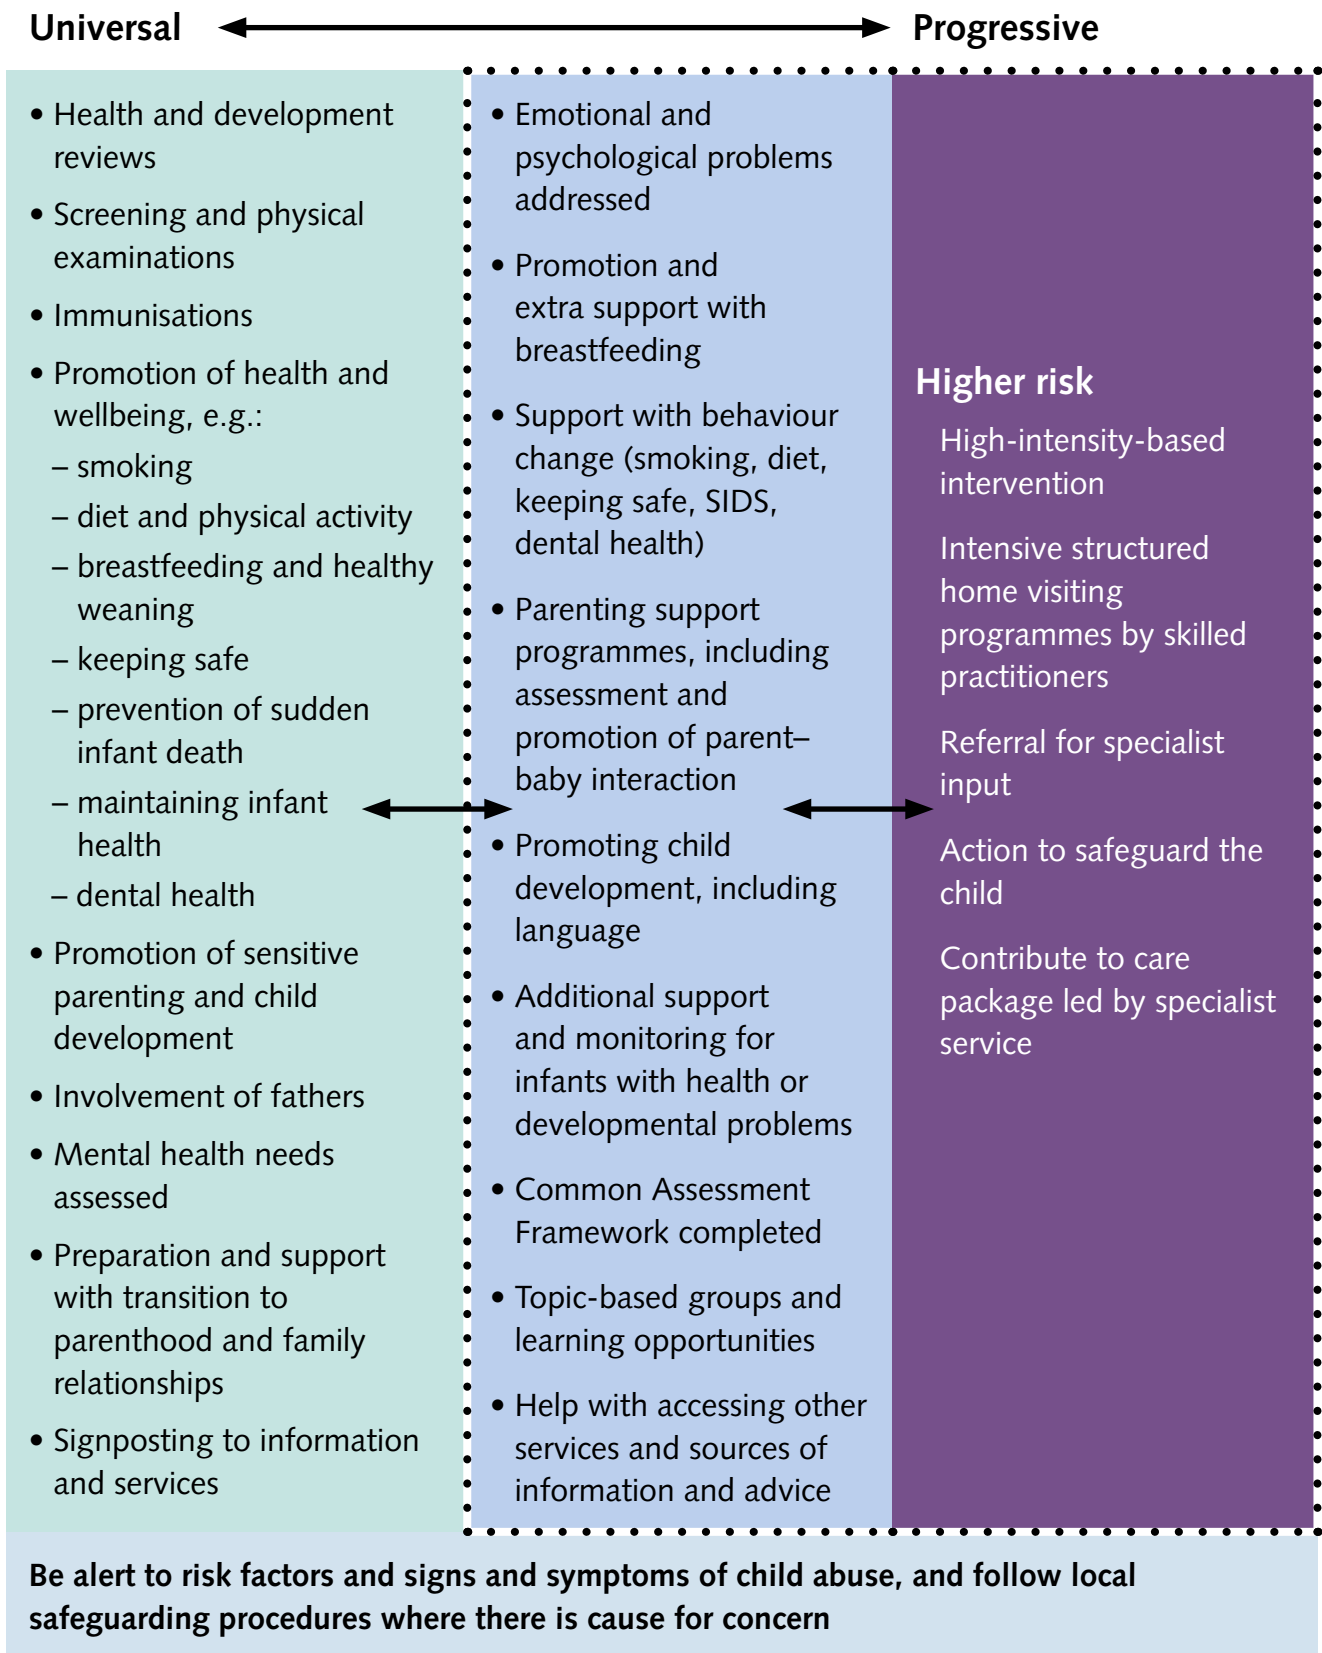 Universal
Progressive
• Health and development
reviews
• Screening and physical
examinations
• Immunisations
• Promotion of health and
wellbeing, e.g.:
– smoking
– diet and physical activity
– breastfeeding and healthy
weaning
– keeping safe
– prevention of sudden
infant death
– maintaining infant
health
– dental health
• Promotion of sensitive
parenting and child
development
• Involvement of fathers
• Mental health needs
assessed
• Preparation and support
with transition to
parenthood and family
relationships
• Signposting to information
and services
• Emotional and
psychological problems
addressed
• Promotion and
extra support with
breastfeeding
• Support with behaviour
change (smoking, diet,
keeping safe, SIDS,
dental health)
• Parenting support
programmes, including
assessment and
promotion of parent–
baby interaction
• Promoting child
development, including
language
• Additional support
and monitoring for
infants with health or
developmental problems
• Common Assessment
Framework completed
• Topic-based groups and
learning opportunities
• Help with accessing other
services and sources of
information and advice
Higher risk
High-intensity-based
intervention
Intensive structured
home visiting
programmes by skilled
practitioners
Referral for specialist
input
Action to safeguard the
child
Contribute to care
package led by specialist
service
Be alert to risk factors and signs and symptoms of child abuse, and follow local
safeguarding procedures where there is cause for concern